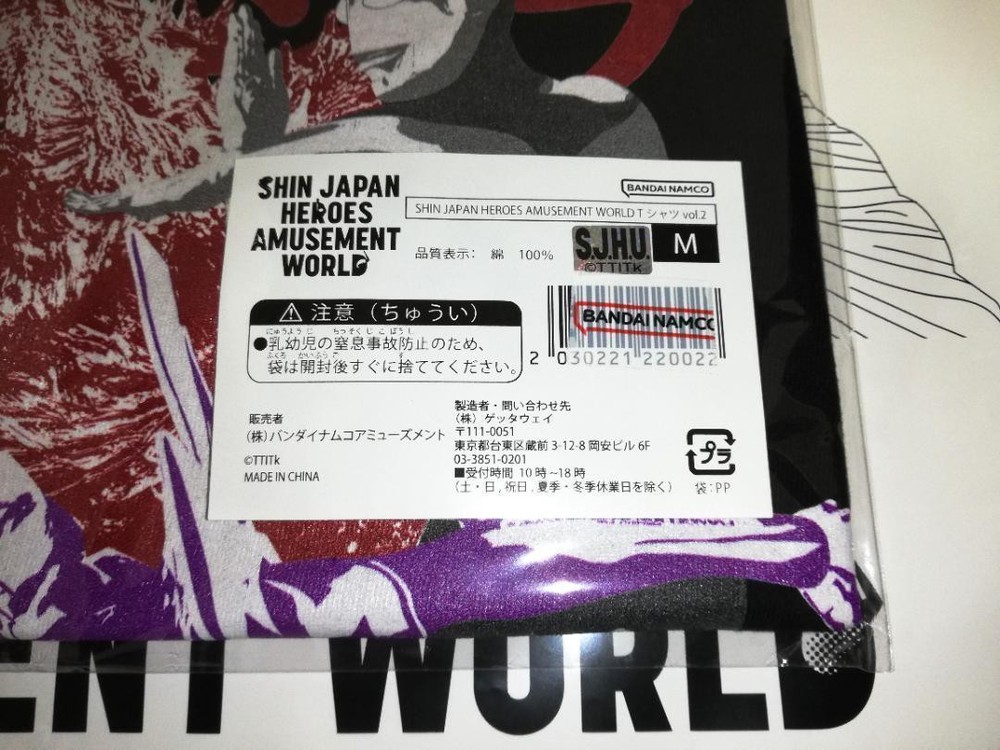 SHIN JAPAN
HEROES
AMUSEMENT
WORLD
BANDAI NAMCO
SHIN JAPAN HEROES AMUSEMENT WORLD T シャツ vol.2
品質表示: 綿 100%
S.J.H.U.
©TTITk
M
⚠ 注意（ちゅうい）
にゅうようじ ちっそくじこぼうし
●乳幼児の窒息事故防止のため、
ふくろ かいふうご す
袋は開封後すぐに捨ててください。
BANDAI NAMCO
2 030221 220022
販売者
(株)バンダイナムコアミューズメント
©TTITk
MADE IN CHINA
製造者・問い合わせ先
（株）ゲッタウェイ
〒111-0051
東京都台東区蔵前 3-12-8 岡安ビル 6F
03-3851-0201
■受付時間 10 時～18 時
（土・日 , 祝日 , 夏季・冬季休業日を除く）
プラ
袋:PP
ENT WORLD